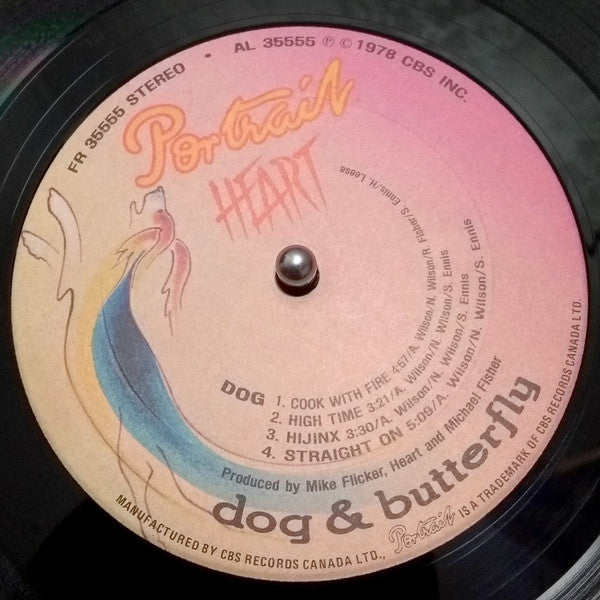 FR 35555 STEREO • AL 35555 Ⓟ © 1978 CBS INC.
Portrait
HEART
DOG
1. COOK WITH FIRE 4:57/A. Wilson/N. Wilson/R. Fisher/S. Ennis/H. Leese
2. HIGH TIME 3:21/A. Wilson/N. Wilson/S. Ennis
3. HIJINX 3:30/A. Wilson/N. Wilson/S. Ennis
4. STRAIGHT ON 5:09/A. Wilson/N. Wilson/S. Ennis
Produced by Mike Flicker, Heart and Michael Fisher
dog & butterfly
MANUFACTURED BY CBS RECORDS CANADA LTD., Portrait IS A TRADEMARK OF CBS RECORDS CANADA LTD.